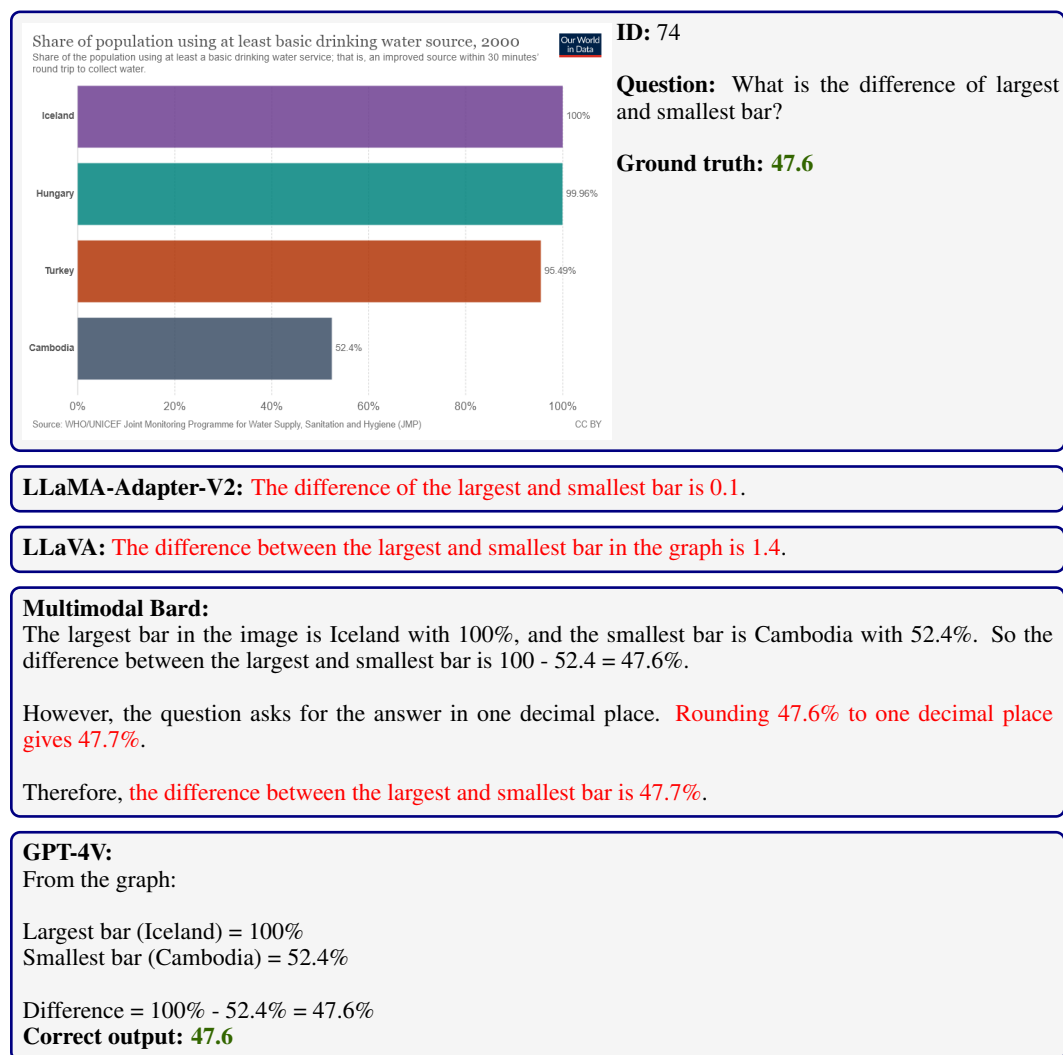 Share of population using at least basic drinking water source, 2000
Our World
in Data
Share of the population using at least a basic drinking water service; that is, an improved source within 30 minutes'
round trip to collect water.
Iceland
100%
Hungary
99.96%
Turkey
95.49%
Cambodia
52.4%
0%
20%
40%
60%
80%
100%
Source: WHO/UNICEF Joint Monitoring Programme for Water Supply, Sanitation and Hygiene (JMP)
CC BY
ID: 74
Question: What is the difference of largest
and smallest bar?
Ground truth: 47.6
LLaMA-Adapter-V2: The difference of the largest and smallest bar is 0.1.
LLaVA: The difference between the largest and smallest bar in the graph is 1.4.
Multimodal Bard:
The largest bar in the image is Iceland with 100%, and the smallest bar is Cambodia with 52.4%. So the
difference between the largest and smallest bar is 100 - 52.4 = 47.6%.
However, the question asks for the answer in one decimal place. Rounding 47.6% to one decimal place
gives 47.7%.
Therefore, the difference between the largest and smallest bar is 47.7%.
GPT-4V:
From the graph:
Largest bar (Iceland) = 100%
Smallest bar (Cambodia) = 52.4%
Difference = 100% - 52.4% = 47.6%
Correct output: 47.6